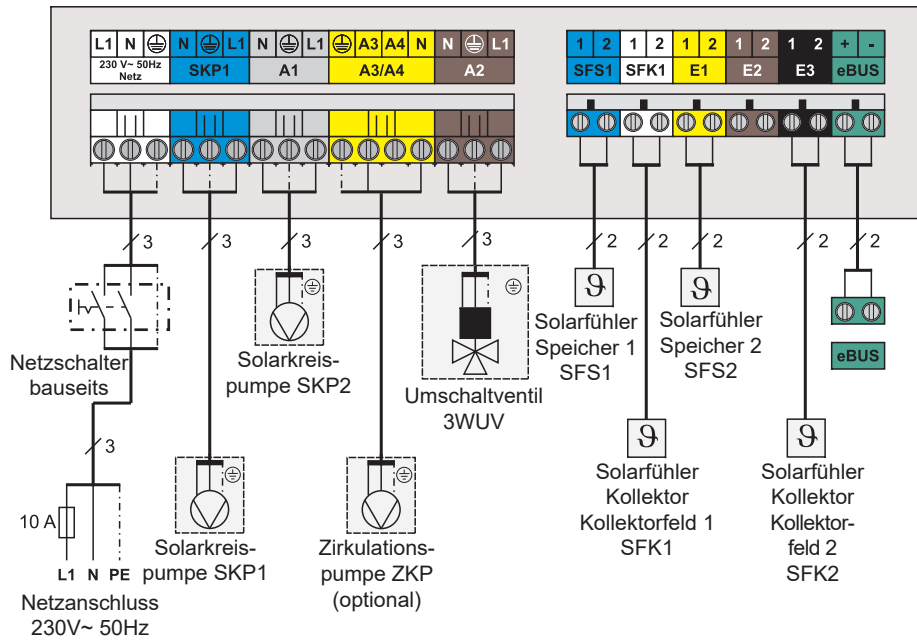 L1 N N L1 N L1 A3 A4 N N L1
230 V~ 50Hz
Netz
SKP1 A1 A3/A4 A2
1 2 1 2 1 2 1 2 1 2 + -
SFS1 SFK1 E1 E2 E3 eBUS
3 3 3 3 3 2 2 2 2 2
Netzschalter
bauseits
Solarkreis-
pumpe SKP2
Umschaltventil
3WUV
Solarfühler
Speicher 1
SFS1
Solarfühler
Speicher 2
SFS2
eBUS
3
10 A
L1 N PE
Netzanschluss
230V~ 50Hz
Solarkreis-
pumpe SKP1
Zirkulations-
pumpe ZKP
(optional)
Solarfühler
Kollektor
Kollektorfeld 1
SFK1
Solarfühler
Kollektor
Kollektor-
feld 2
SFK2